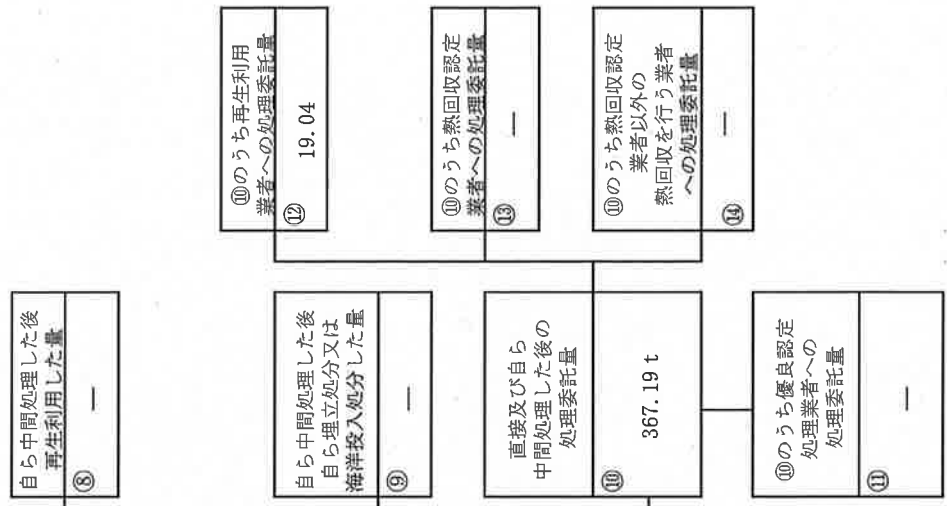 自ら中間処理した後
再生利用した量
⑧
—
自ら中間処理した後
自ら埋立処分又は
海洋投入処分した量
⑨
—
直接及び自ら
中間処理した後の
処理委託量
⑩
367.19 t
⑩のうち優良認定
処理業者への
処理委託量
⑪
—
⑩のうち再生利用
業者への処理委託量
⑫
19.04
⑩のうち熱回収認定
業者への処理委託量
⑬
—
⑩のうち熱回収認定
業者以外の
熱回収を行う業者
への処理委託量
⑭
—